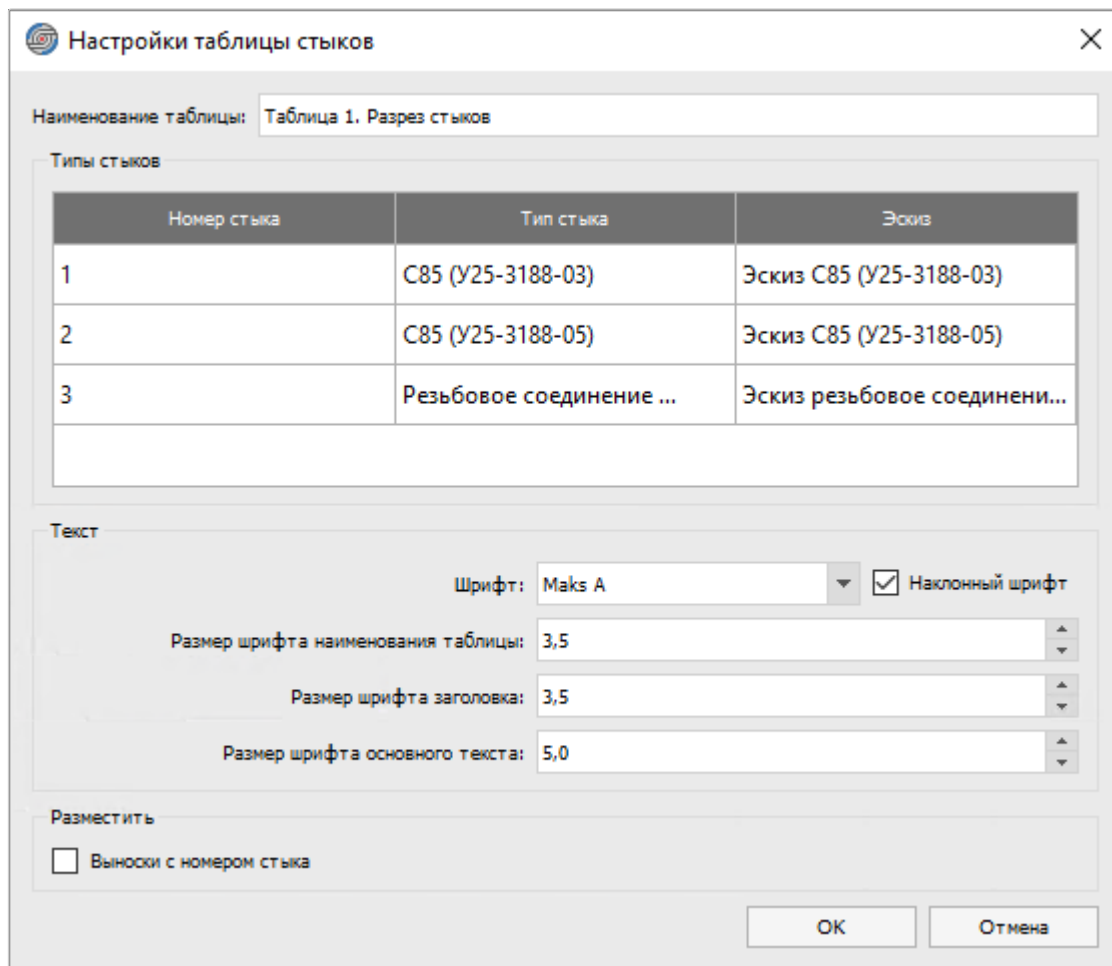 Настройки таблицы стыков
Наименование таблицы: Таблица 1. Разрез стыков
Типы стыков
Номер стыка Тип стыка Эскиз
1 С85 (У25-3188-03) Эскиз С85 (У25-3188-03)
2 С85 (У25-3188-05) Эскиз С85 (У25-3188-05)
3 Резьбовое соединение ... Эскиз резьбовое соединени...
Текст
Шрифт: Maks A Наклонный шрифт
Размер шрифта наименования таблицы: 3,5
Размер шрифта заголовка: 3,5
Размер шрифта основного текста: 5,0
Разместить
Выноски с номером стыка
ОК Отмена